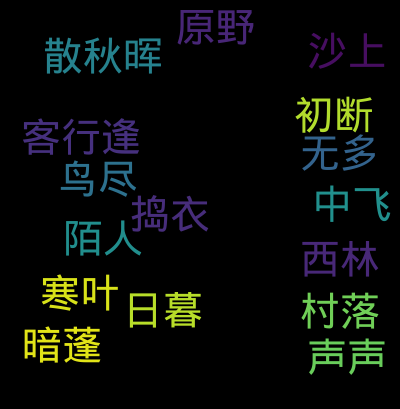 原野
散秋晖
沙上
初断
客行逢
无多
鸟尽
中飞
捣衣
陌人
西林
寒叶
日暮
村落
暗蓬
声声